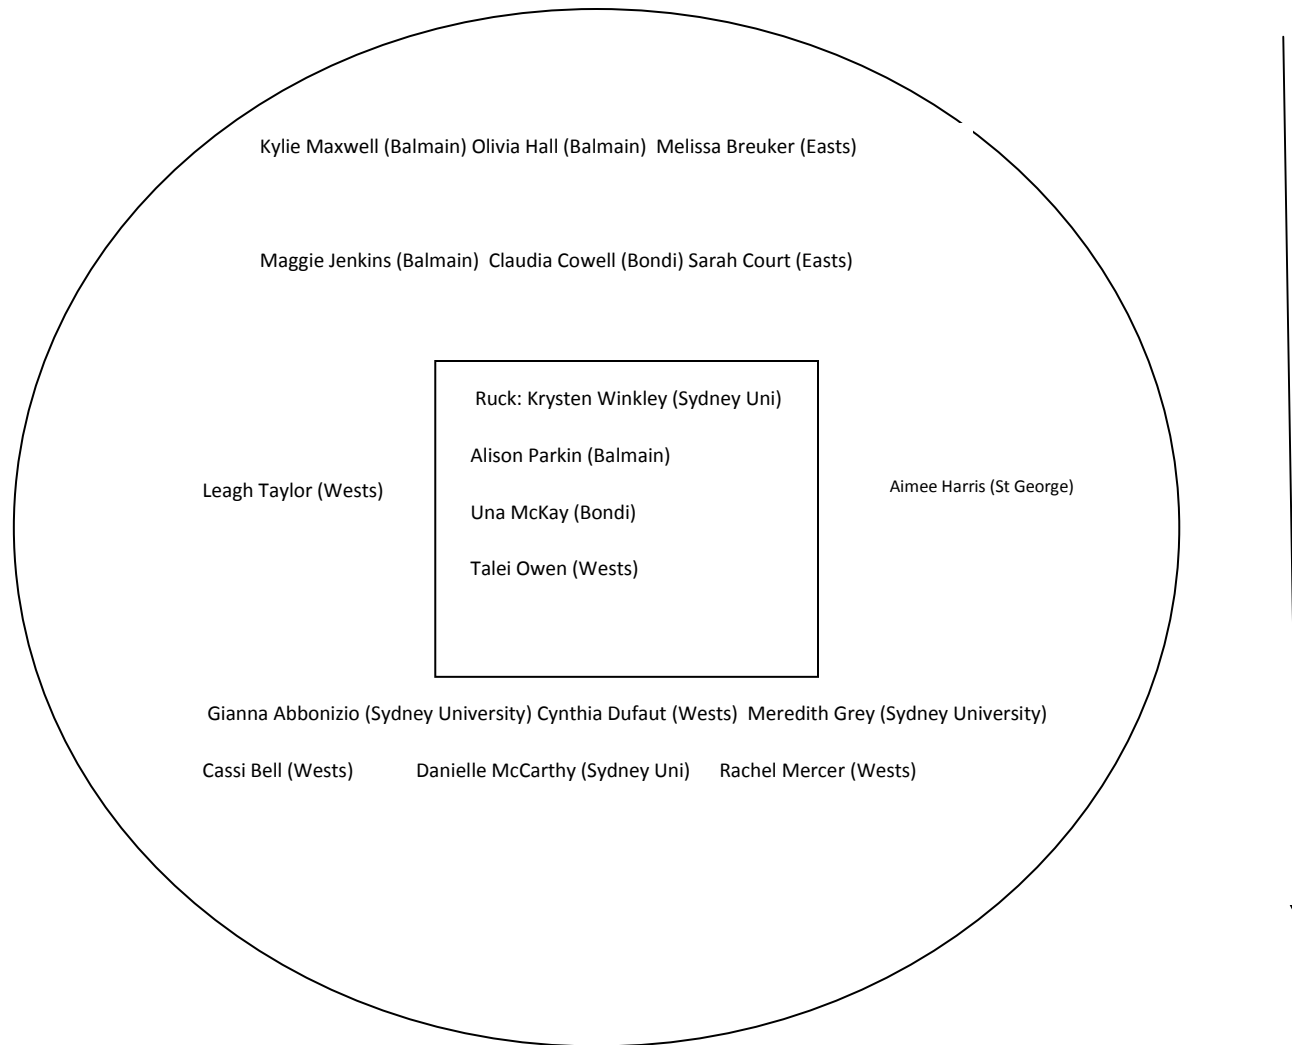 Kylie Maxwell (Balmain) Olivia Hall (Balmain) Melissa Breuker (Easts)
Maggie Jenkins (Balmain) Claudia Cowell (Bondi) Sarah Court (Easts)
Ruck: Krysten Winkley (Sydney Uni)
Alison Parkin (Balmain)
Leagh Taylor (Wests)
Aimee Harris (St George)
Una McKay (Bondi)
Talei Owen (Wests)
Gianna Abbonizio (Sydney University) Cynthia Dufaut (Wests) Meredith Grey (Sydney University)
Cassi Bell (Wests) Danielle McCarthy (Sydney Uni) Rachel Mercer (Wests)